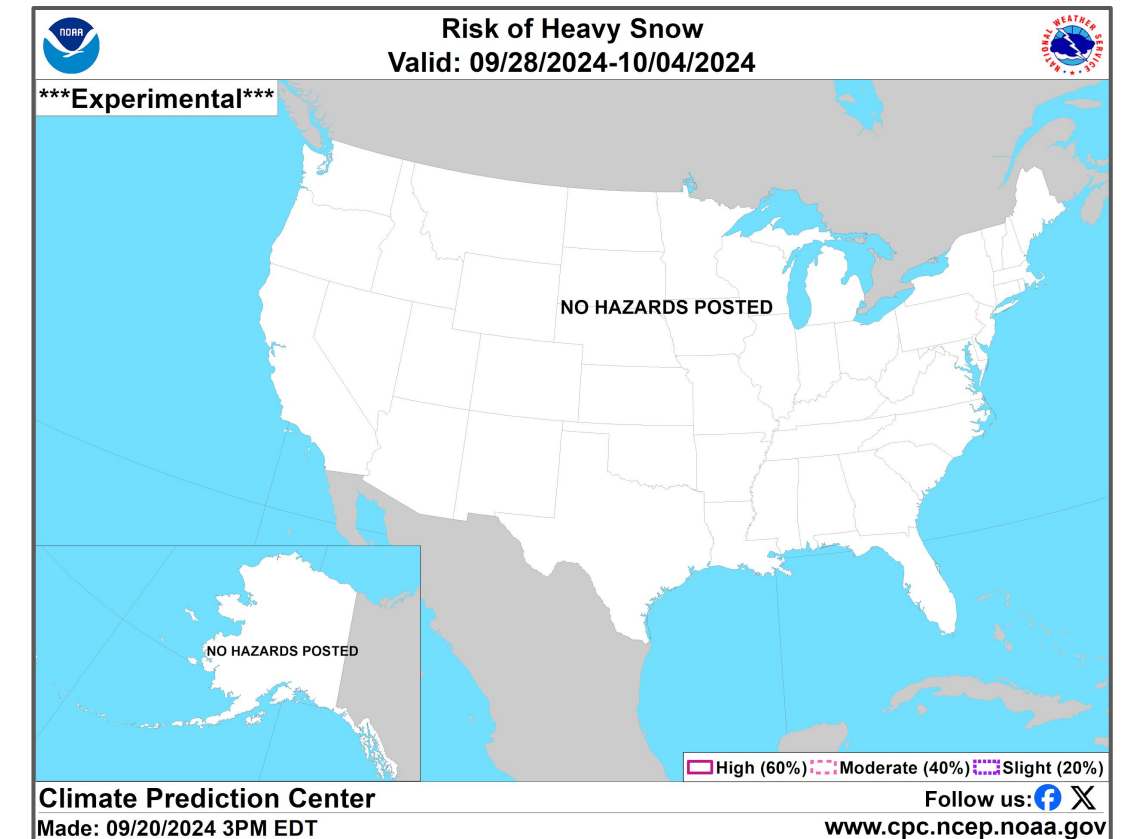 NOAA
Risk of Heavy Snow
Valid: 09/28/2024-10/04/2024
NATIONAL WEATHER SERVICE
***Experimental***
NO HAZARDS POSTED
NO HAZARDS POSTED
High (60%) Moderate (40%) Slight (20%)
Climate Prediction Center
Follow us:
Made: 09/20/2024 3PM EDT
www.cpc.ncep.noaa.gov